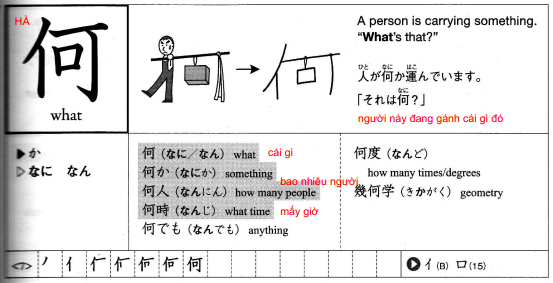 HÀ
何
what
A person is carrying something.
"What's that?"
人が何か運んでいます。
ひと なに はこ
「それは何？」
なに
người này đang gánh cái gì đó
▶か
▷なに なん
何（なに／なん） what cái gì
何か（なにか） something
bao nhiêu người
何人（なんにん） how many people
何時（なんじ） what time mấy giờ
何でも（なんでも） anything
何度（なんど）
how many times/degrees
幾何学（きかがく） geometry
7 ノ 亻 何
イ(B) 口(15)